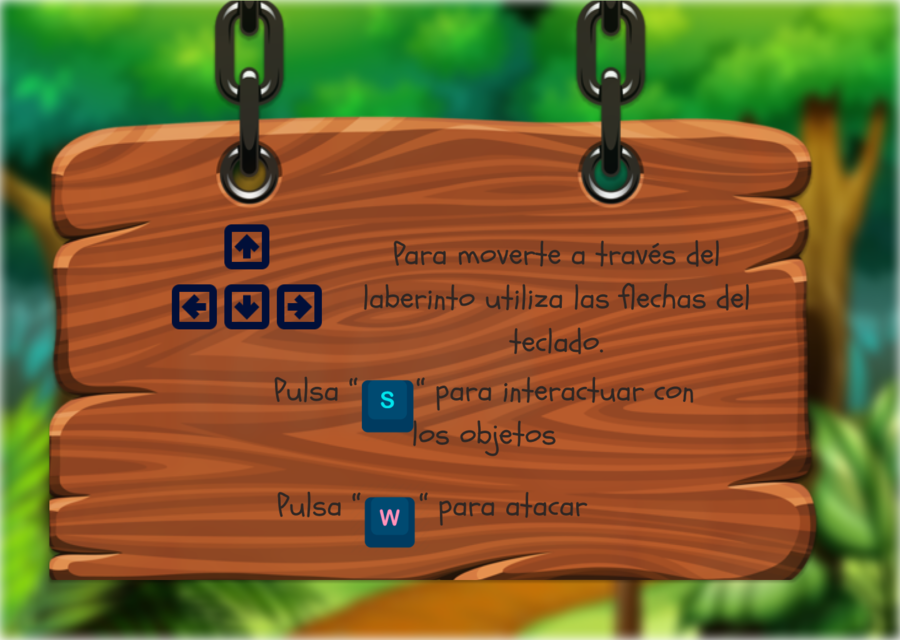 Para moverte a través del
laberinto utiliza las flechas del
teclado.
Pulsa “ S “ para interactuar con
los objetos
Pulsa “ W “ para atacar